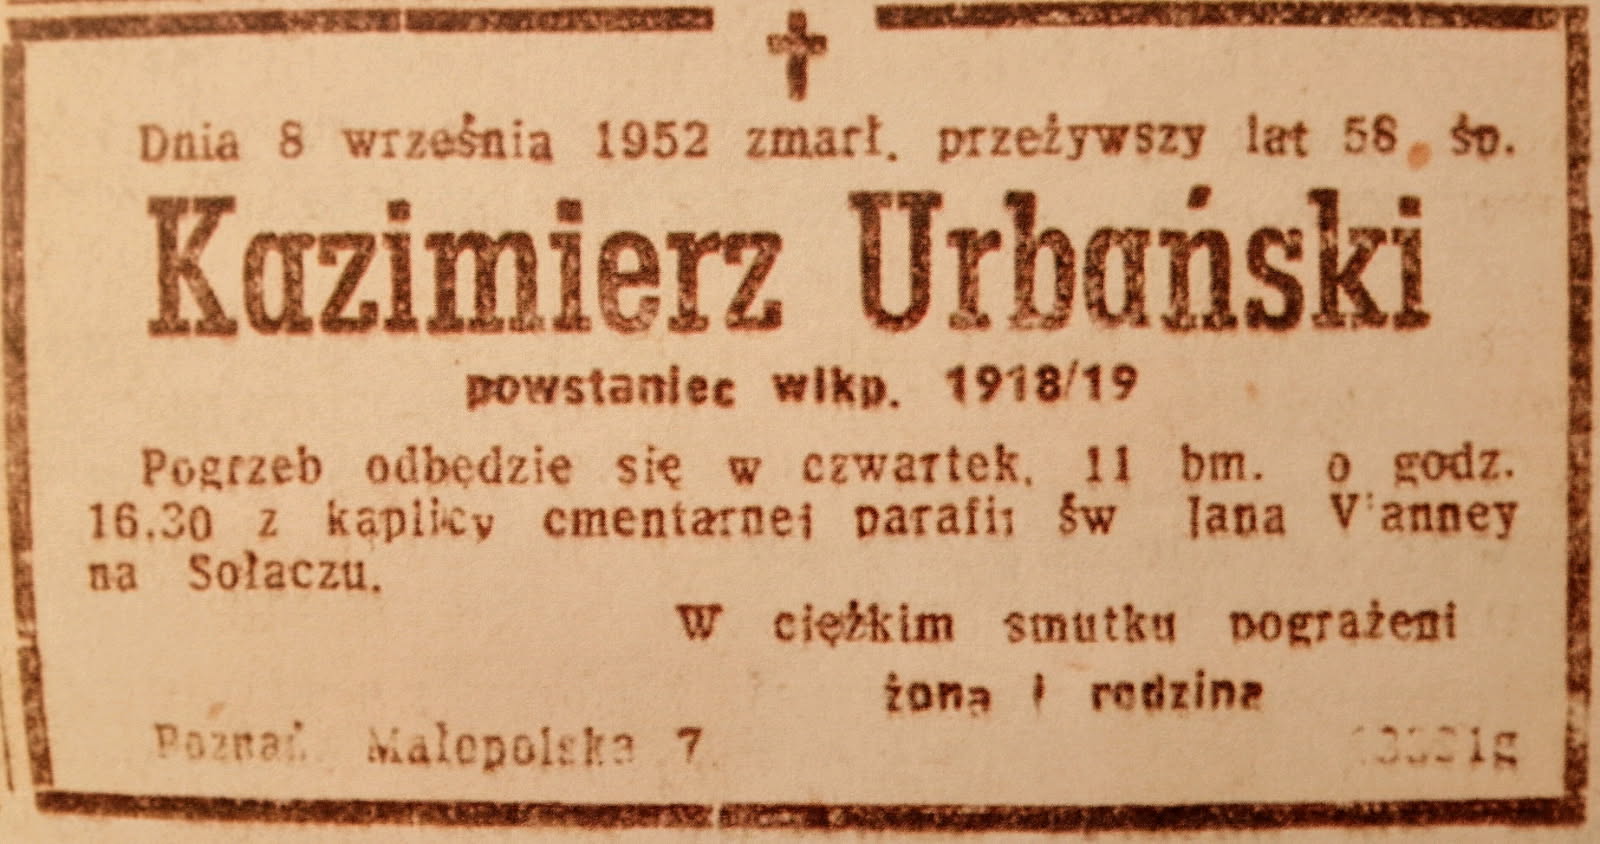 Dnia 8 września 1952 zmarł, przeżywszy lat 58, śp.
Kazimierz Urbański
powstaniec wlkp. 1918/19
Pogrzeb odbędzie się w czwartek, 11 bm. o godz.
16.30 z kaplicy cmentarnej parafii św Jana Vianney
na Sołaczu.
W ciężkim smutku pogrążeni
żona i rodzina
Poznań Małopolska 7